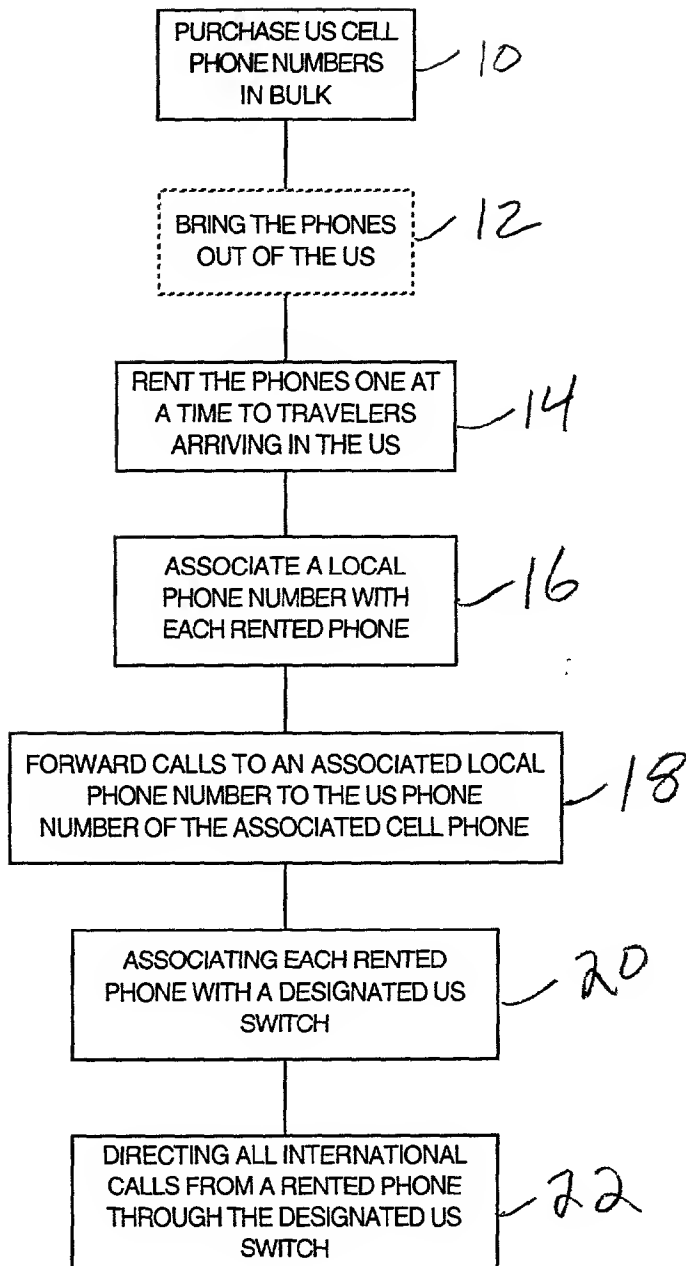 PURCHASE US CELL
PHONE NUMBERS
IN BULK
10
BRING THE PHONES
OUT OF THE US
12
RENT THE PHONES ONE AT
A TIME TO TRAVELERS
ARRIVING IN THE US
14
ASSOCIATE A LOCAL
PHONE NUMBER WITH
EACH RENTED PHONE
16
FORWARD CALLS TO AN ASSOCIATED LOCAL
PHONE NUMBER TO THE US PHONE
NUMBER OF THE ASSOCIATED CELL PHONE
18
ASSOCIATING EACH RENTED
PHONE WITH A DESIGNATED US
SWITCH
20
DIRECTING ALL INTERNATIONAL
CALLS FROM A RENTED PHONE
THROUGH THE DESIGNATED US
SWITCH
22